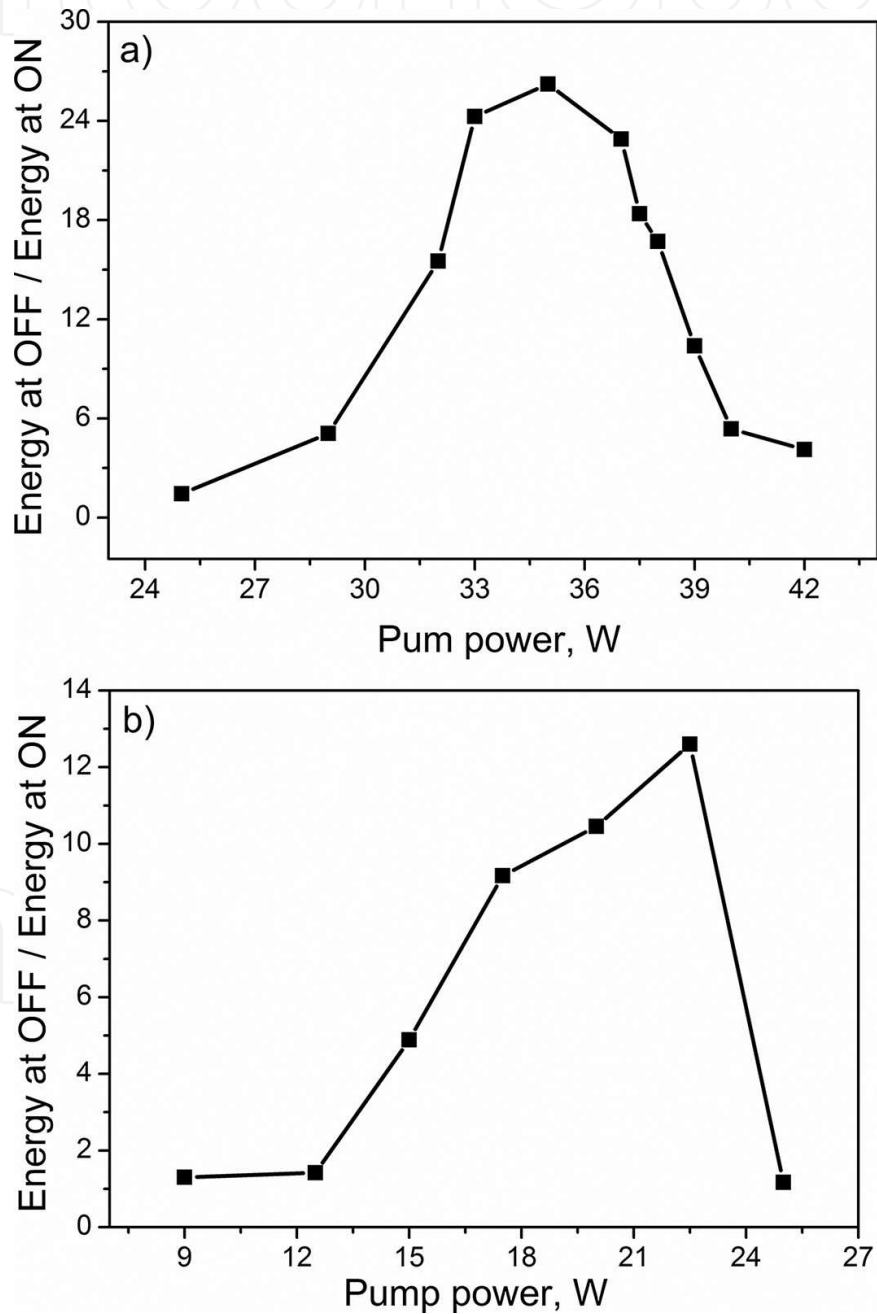 a)
Energy at OFF / Energy at ON
30
24
18
12
6
0
24 27 30 33 36 39 42
Pum power, W
b)
Energy at OFF / Energy at ON
14
12
10
8
6
4
2
0
9 12 15 18 21 24 27
Pump power, W